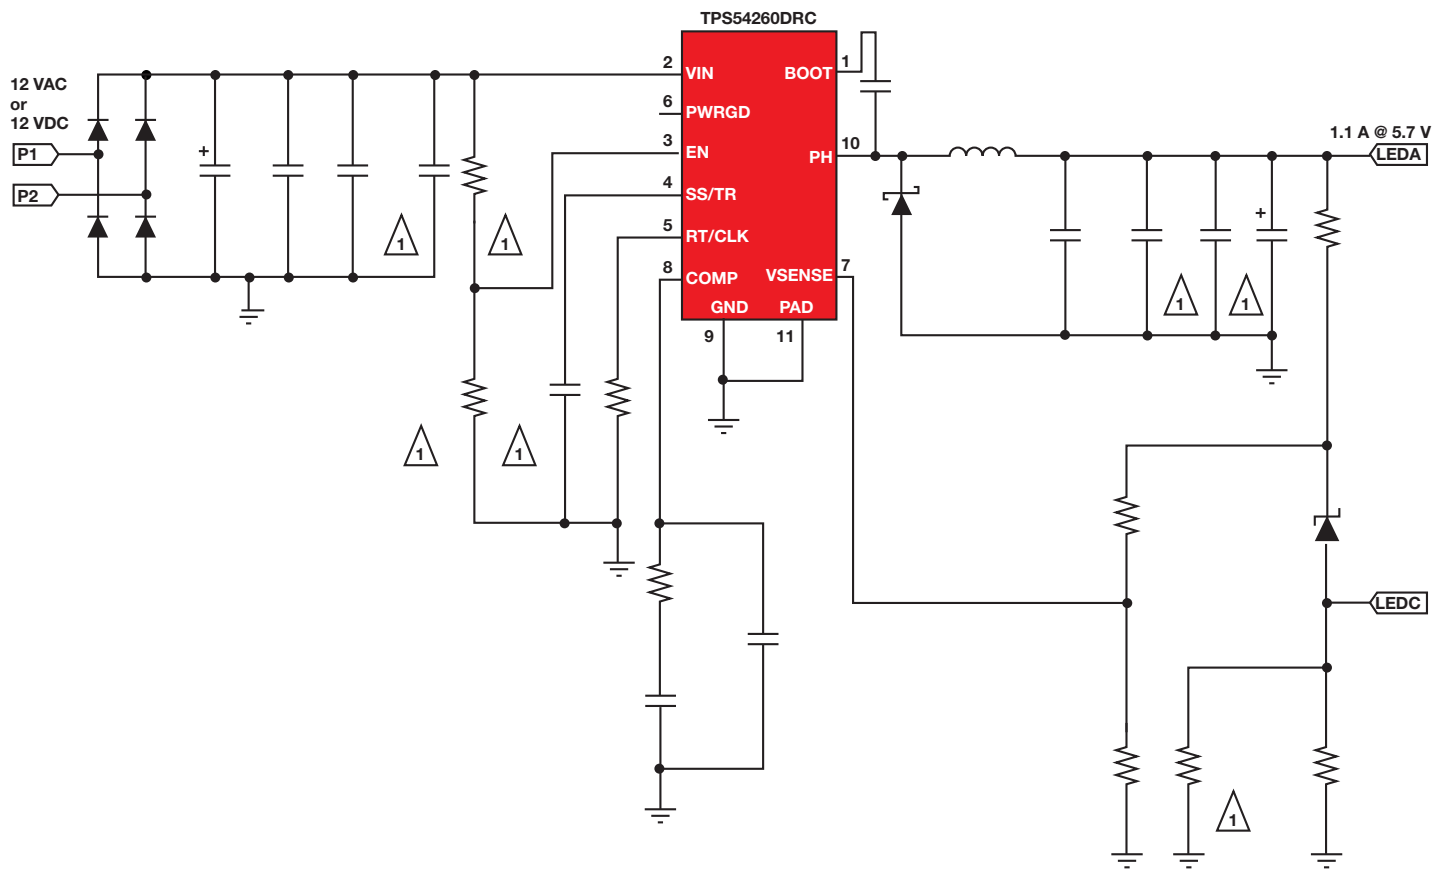 TPS54260DRC
12 VAC
or
12 VDC
P1
P2
2
VIN
6
PWRGD
3
EN
4
SS/TR
5
RT/CLK
8
COMP
BOOT
1
PH
10
VSENSE
7
GND
PAD
9
11
1.1 A @ 5.7 V
LEDA
+
+
1
1
1
1
1
1
LEDC
1